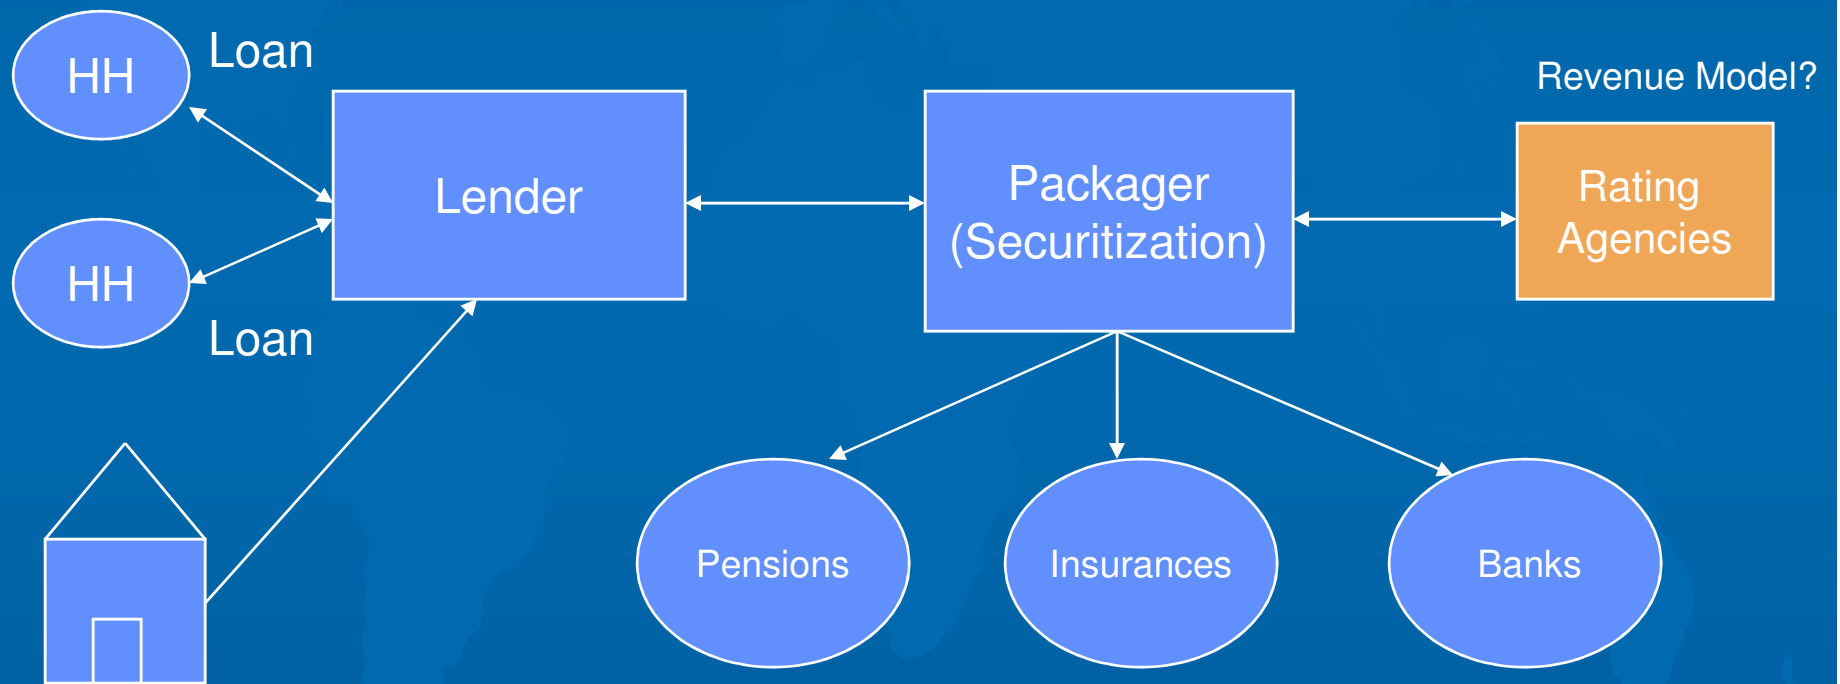 HH
Loan
HH
Loan
Lender
Packager
(Securitization)
Revenue Model?
Rating
Agencies
Pensions
Insurances
Banks